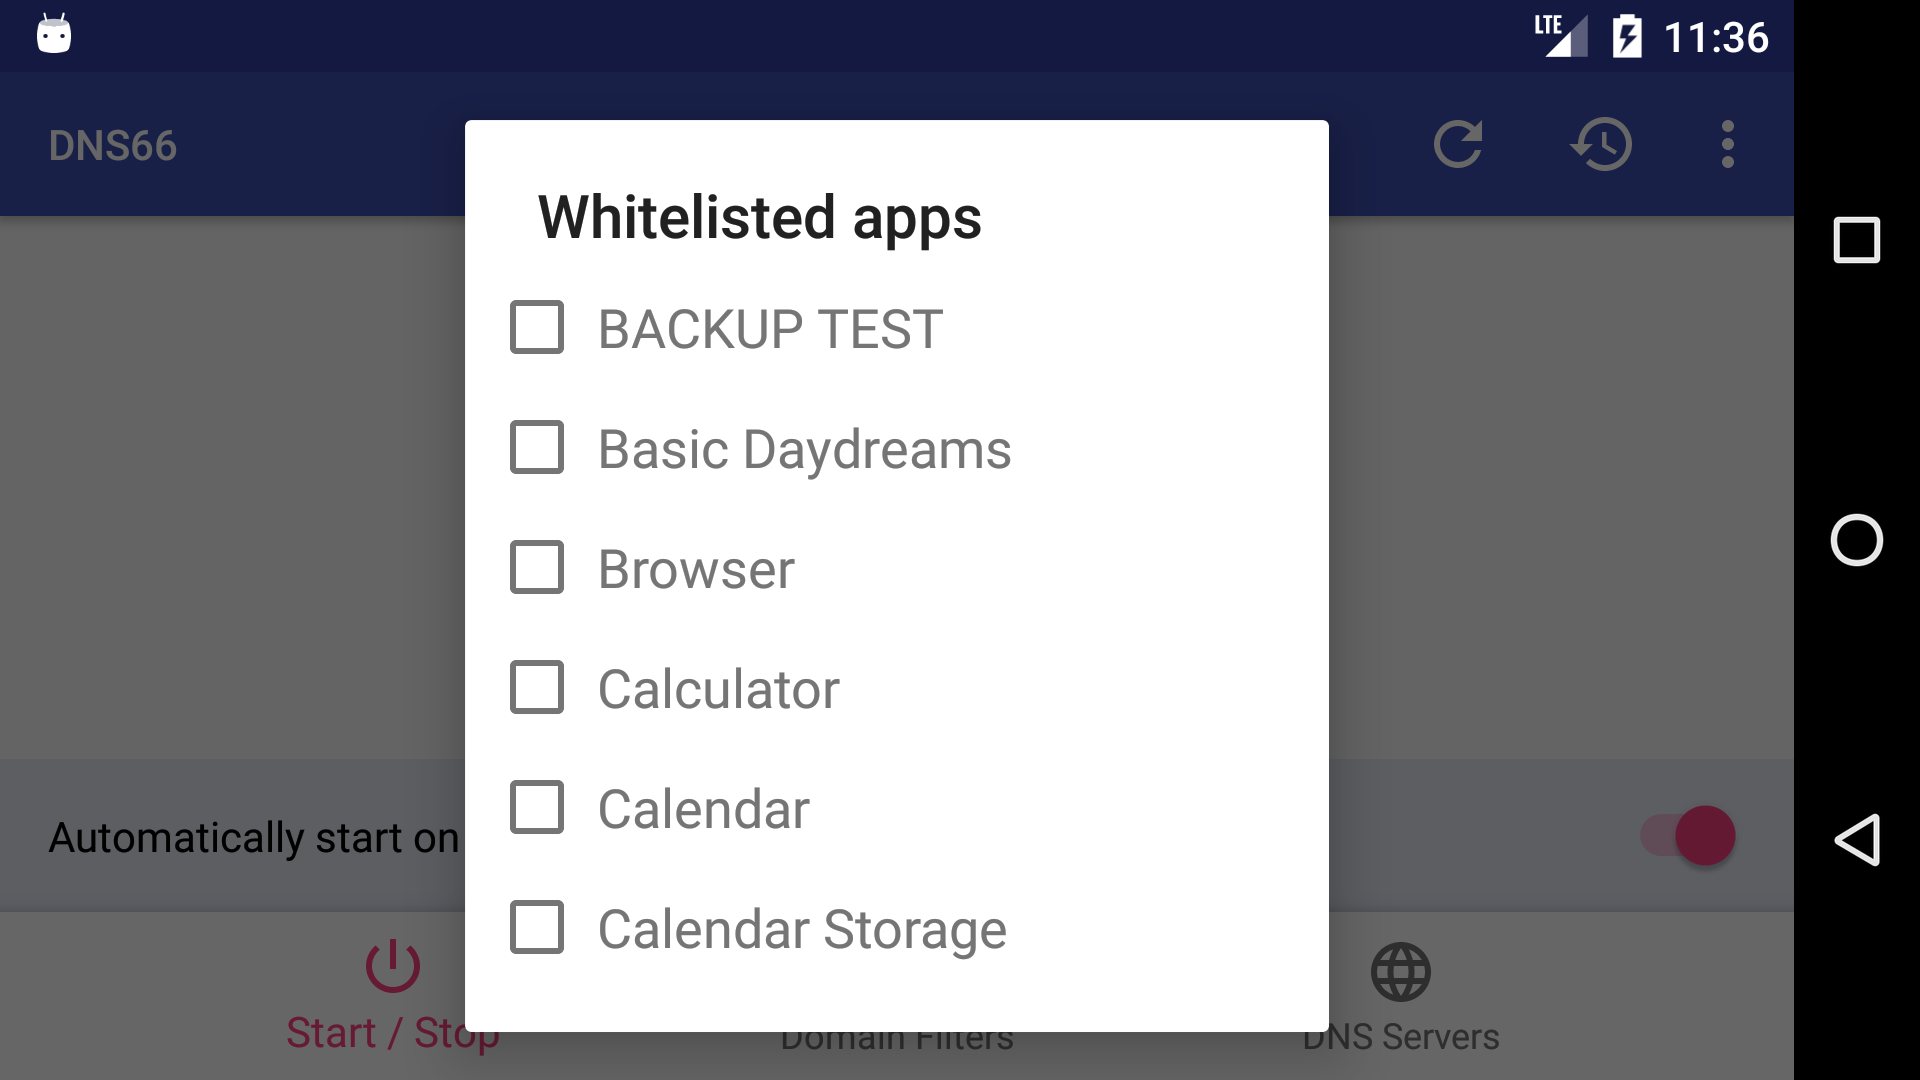 LTE 11:36
DNS66
Whitelisted apps
BACKUP TEST
Basic Daydreams
Browser
Calculator
Calendar
Calendar Storage
Automatically start on
Start / Stop
Domain Filters
DNS Servers